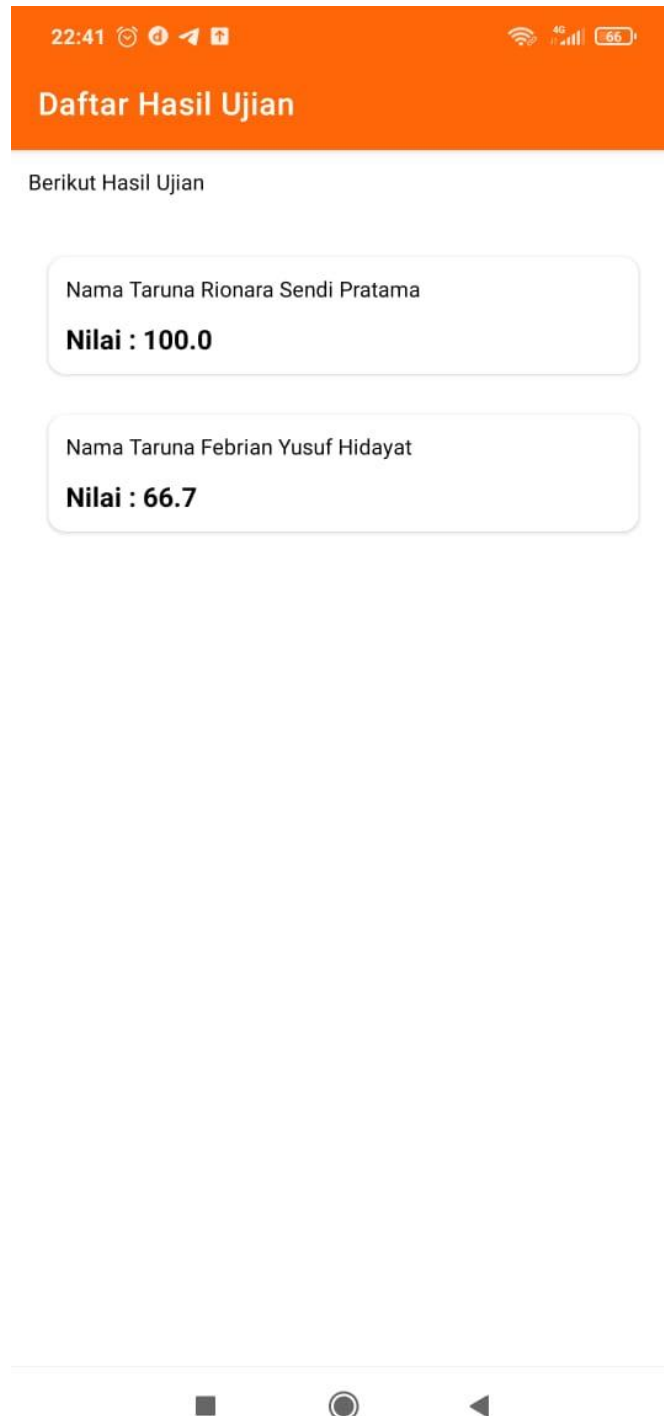 22:41
4G
66
Daftar Hasil Ujian
Berikut Hasil Ujian
Nama Taruna Rionara Sendi Pratama
Nilai : 100.0
Nama Taruna Febrian Yusuf Hidayat
Nilai : 66.7